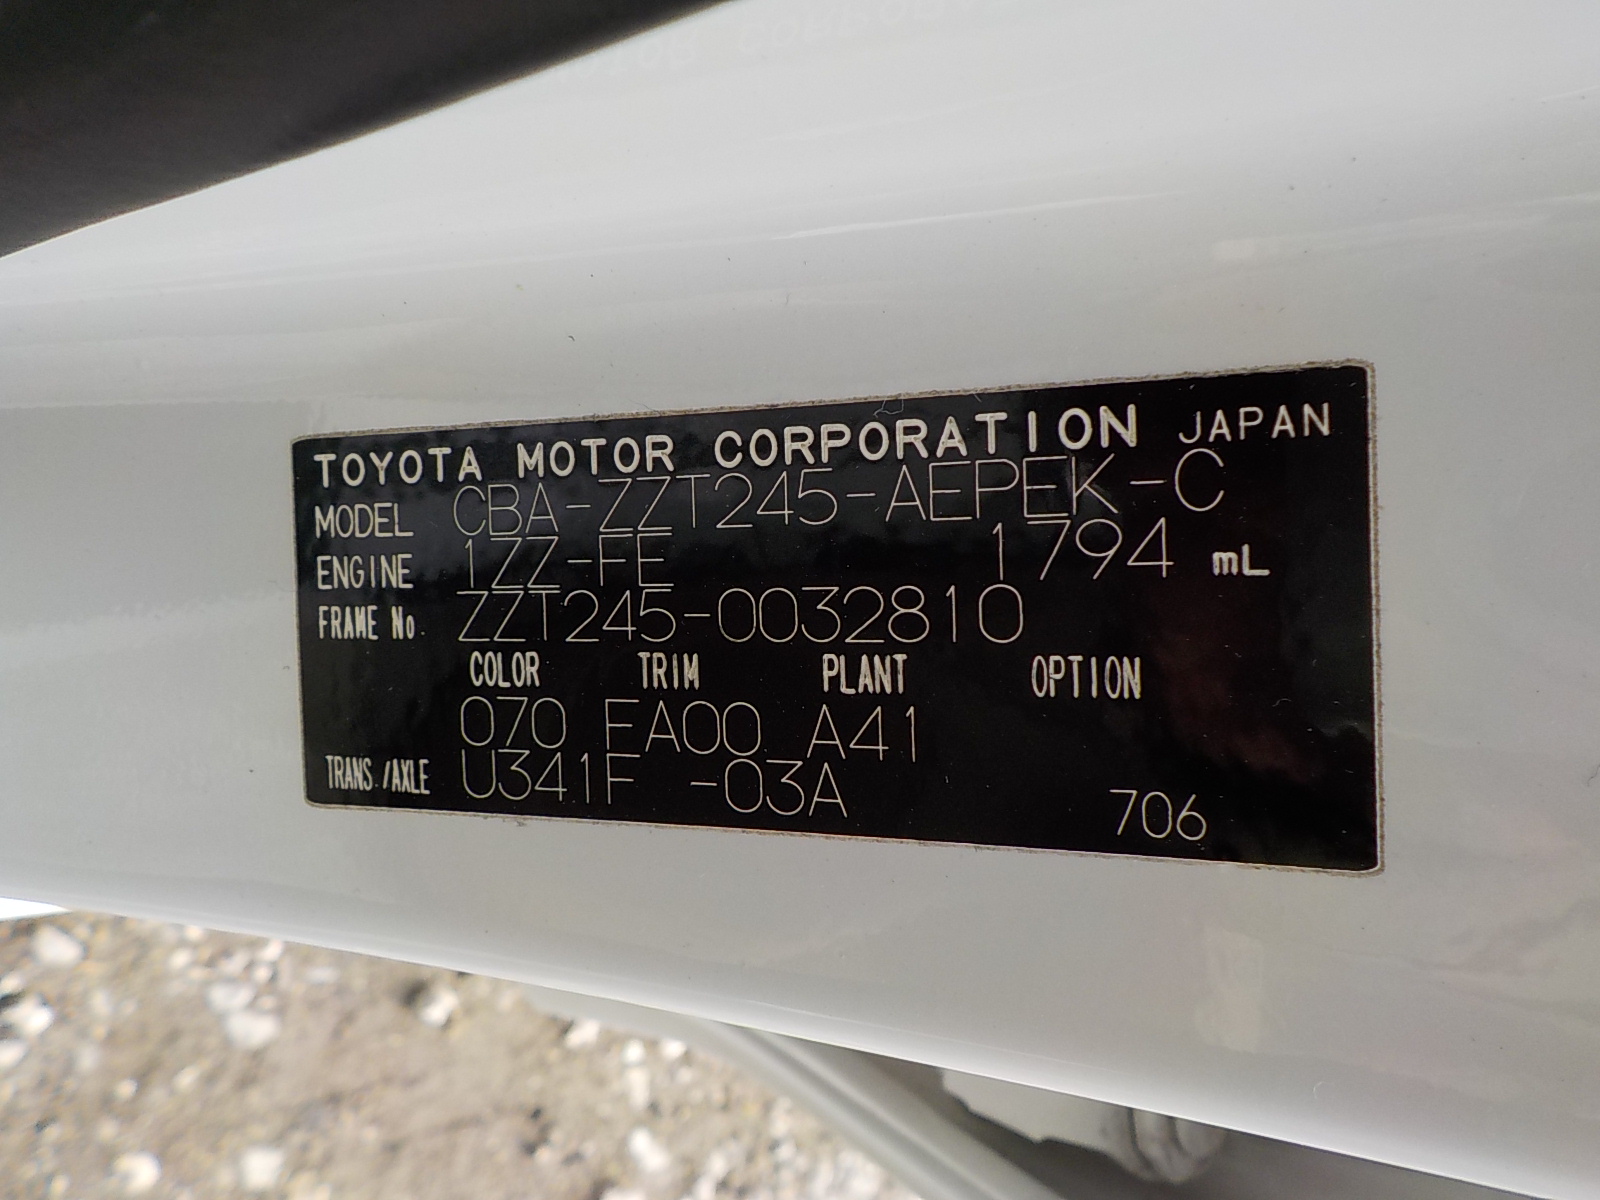 TOYOTA MOTOR CORPORATION JAPAN
MODEL CBA-ZZT245-AEPEK-C
ENGINE 1ZZ-FE 1794 mL
FRAME No. ZZT245-0032810
COLOR TRIM PLANT OPTION
070 FA00 A41
TRANS./AXLE U341F -03A
706